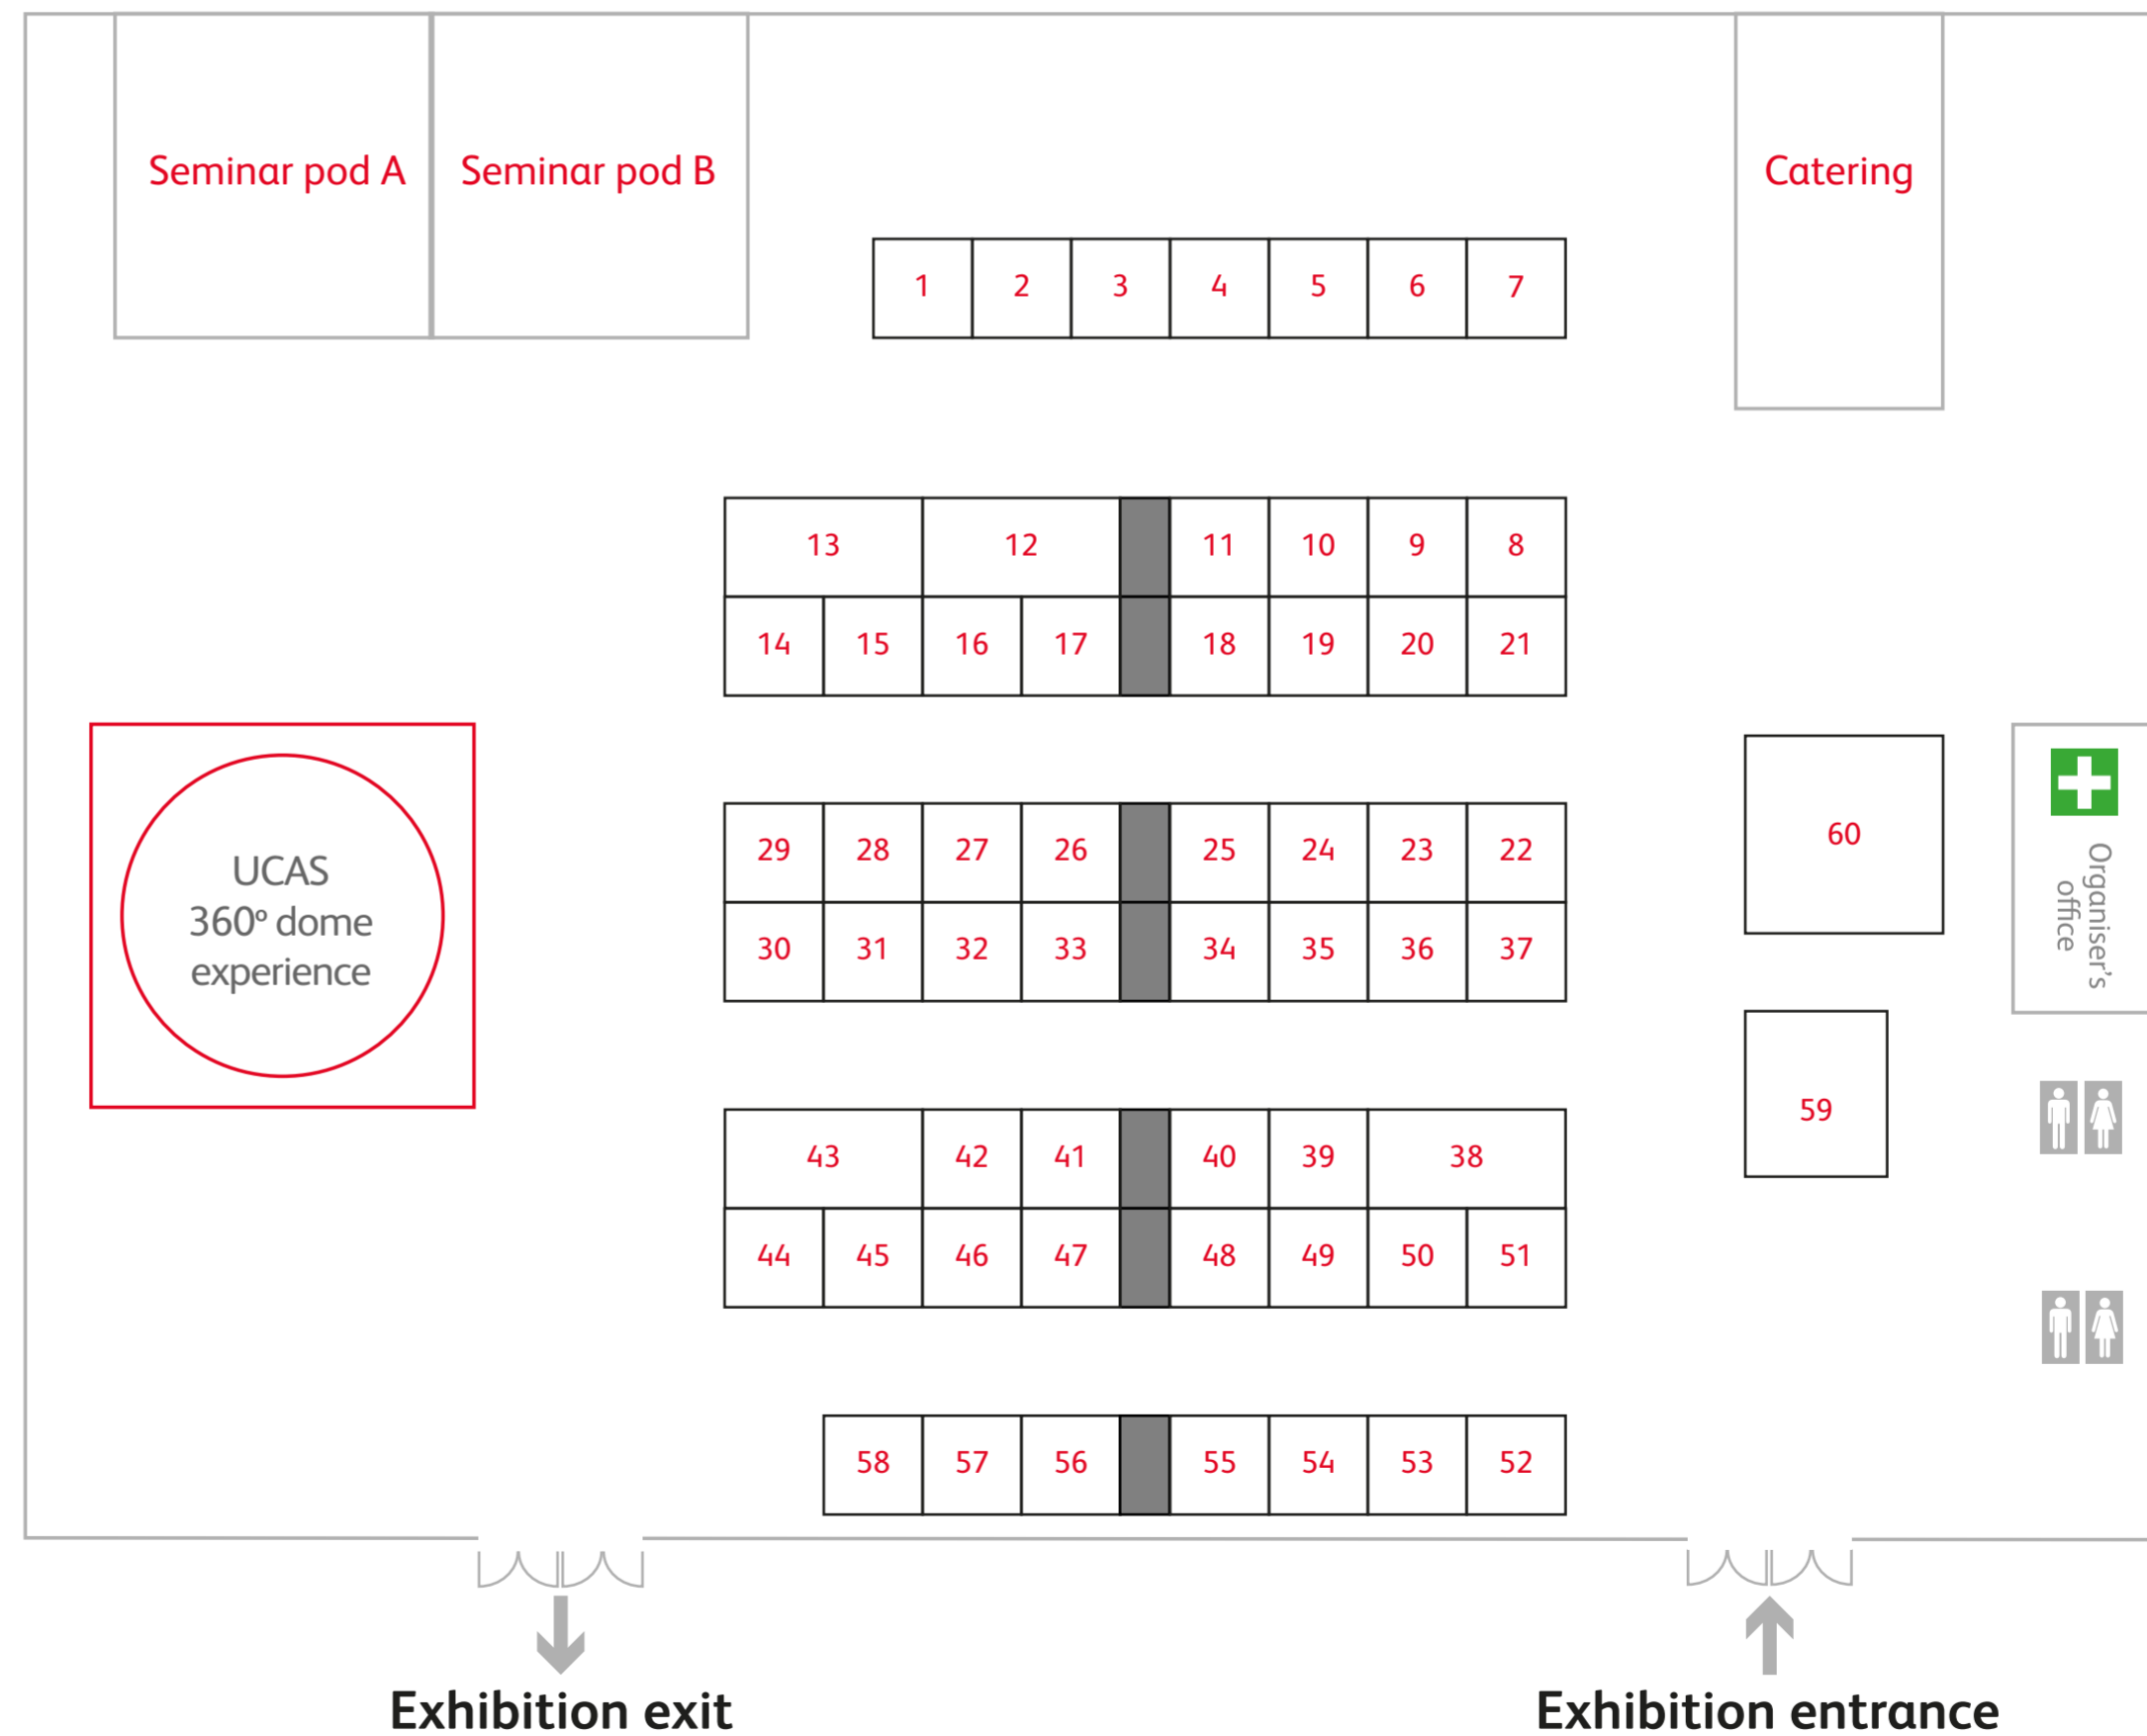 Seminar pod A
Seminar pod B
Catering
1 2 3 4 5 6 7
13 12 11 10 9 8
14 15 16 17 18 19 20 21
UCAS
360º dome
experience
29 28 27 26 25 24 23 22
30 31 32 33 34 35 36 37
60
Organiser's
office
59
43 42 41 40 39 38
44 45 46 47 48 49 50 51
58 57 56 55 54 53 52
Exhibition exit
Exhibition entrance